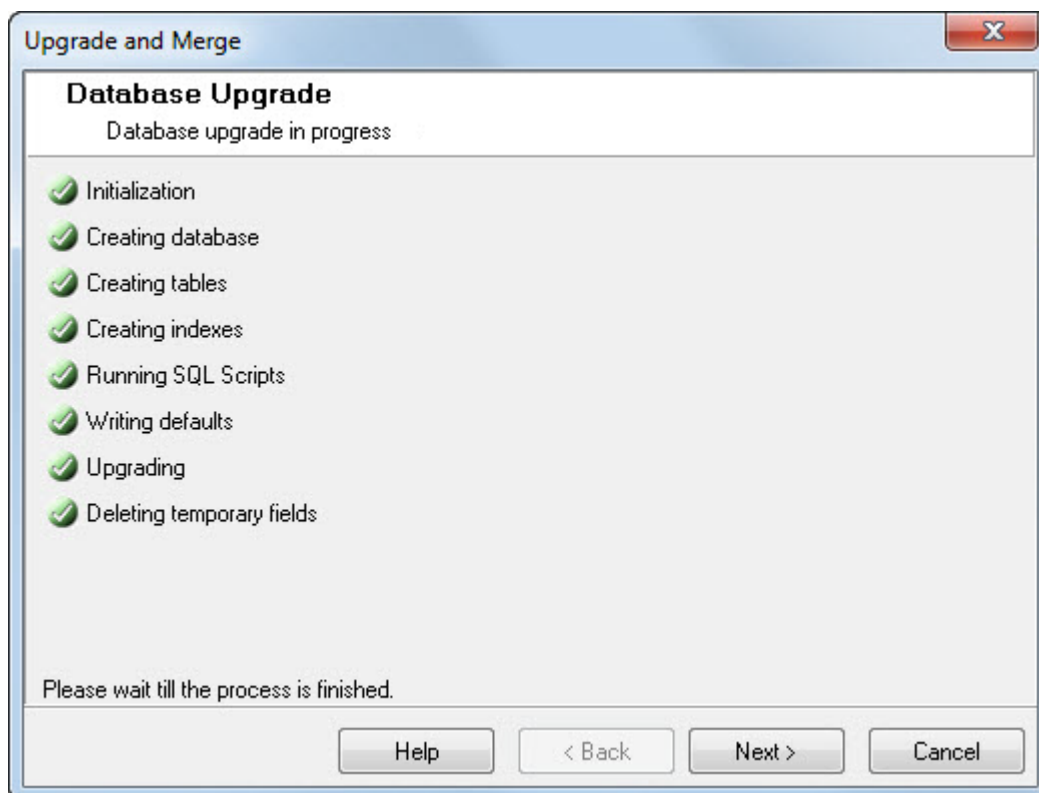 Upgrade and Merge
Database Upgrade
Database upgrade in progress
Initialization
Creating database
Creating tables
Creating indexes
Running SQL Scripts
Writing defaults
Upgrading
Deleting temporary fields
Please wait till the process is finished.
Help < Back Next > Cancel